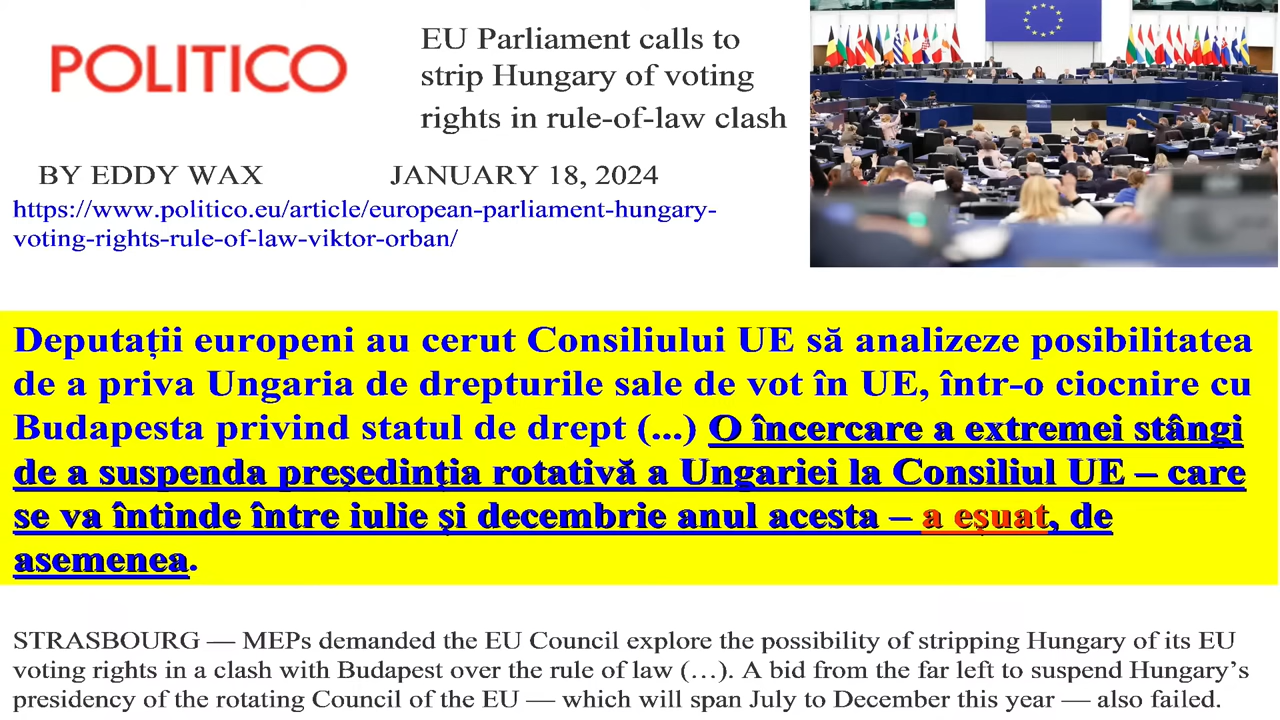 POLITICO
EU Parliament calls to
strip Hungary of voting
rights in rule-of-law clash
BY EDDY WAX JANUARY 18, 2024
https://www.politico.eu/article/european-parliament-hungary-
voting-rights-rule-of-law-viktor-orban/
Deputații europeni au cerut Consiliului UE să analizeze posibilitatea
de a priva Ungaria de drepturile sale de vot în UE, într-o ciocnire cu
Budapesta privind statul de drept (...) O încercare a extremei stângi
de a suspenda președinția rotativă a Ungariei la Consiliul UE – care
se va întinde între iulie și decembrie anul acesta – a eșuat, de
asemenea.
STRASBOURG — MEPs demanded the EU Council explore the possibility of stripping Hungary of its EU
voting rights in a clash with Budapest over the rule of law (…). A bid from the far left to suspend Hungary’s
presidency of the rotating Council of the EU — which will span July to December this year — also failed.